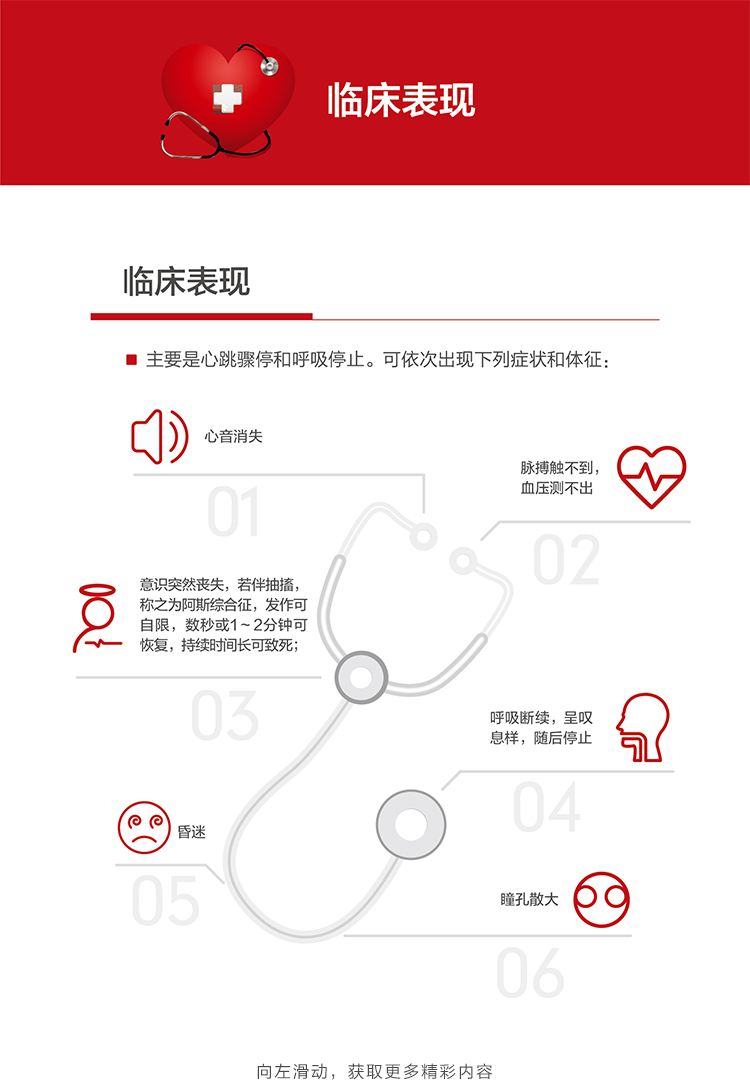 临床表现
临床表现
主要是心跳骤停和呼吸停止。可依次出现下列症状和体征：
心音消失
01
脉搏触不到，
血压测不出
02
意识突然丧失，若伴抽搐，
称之为阿斯综合征，发作可
自限，数秒或1～2分钟可
恢复，持续时间长可致死；
03
呼吸断续，呈叹
息样，随后停止
04
昏迷
05
瞳孔散大
06
向左滑动，获取更多精彩内容